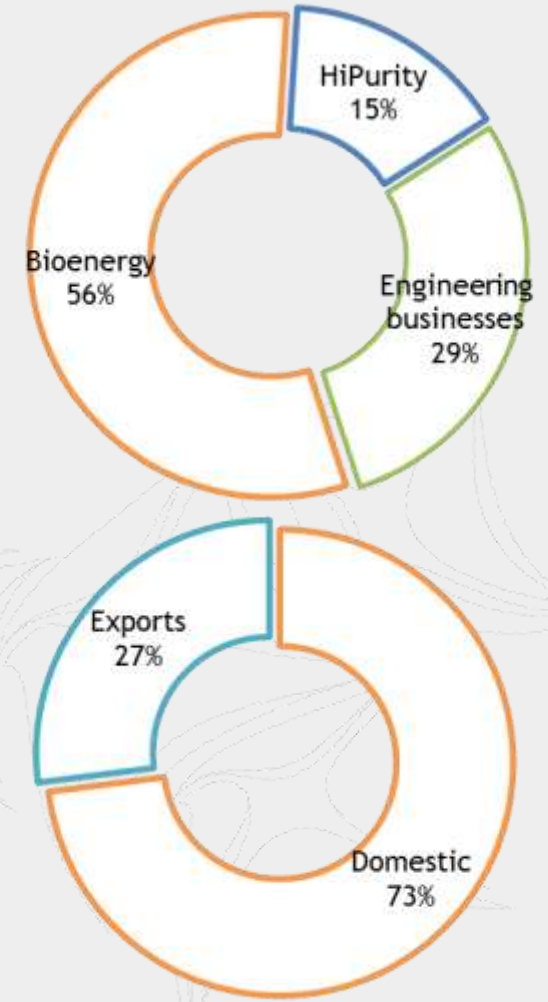 HiPurity
15%
Bioenergy
56%
Engineering
businesses
29%
Exports
27%
Domestic
73%